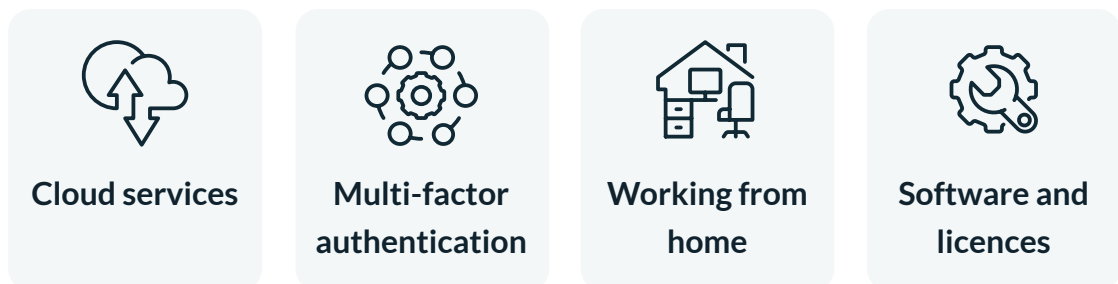 Cloud services
Multi-factor
authentication
Working from
home
Software and
licences